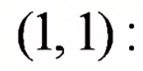 (1, 1) :